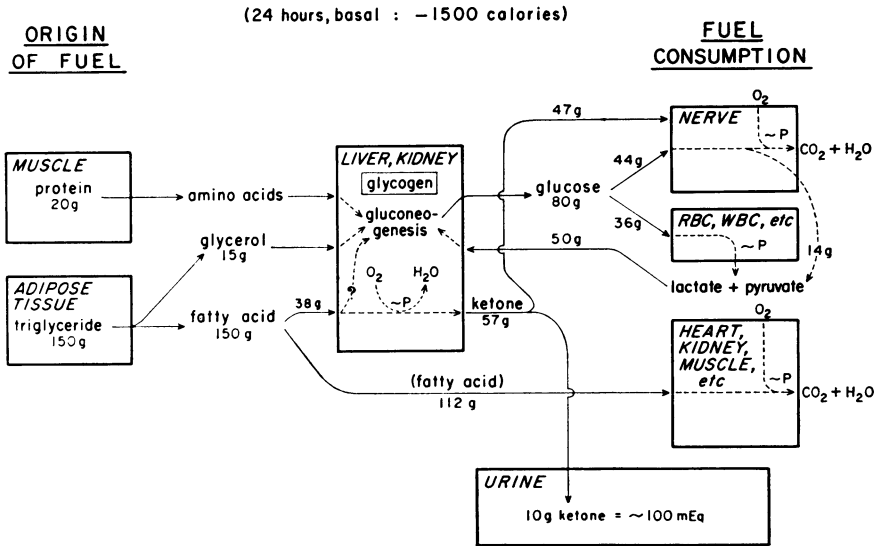 (24 hours, basal : −1500 calories)
ORIGIN
OF FUEL
FUEL
CONSUMPTION
MUSCLE
protein
20g
amino acids
glycerol
15g
ADIPOSE
TISSUE
triglyceride
150g
fatty acid
150g
38g
LIVER, KIDNEY
glycogen
gluconeo-
genesis
?
O2
H2O
~P
ketone
57g
glucose
80g
47g
44g
36g
50g
14g
NERVE
O2
~P
CO2 + H2O
RBC, WBC, etc
~P
lactate + pyruvate
(fatty acid)
112g
HEART,
KIDNEY,
MUSCLE,
etc
O2
~P
CO2 + H2O
URINE
10g ketone = ~100 mEq